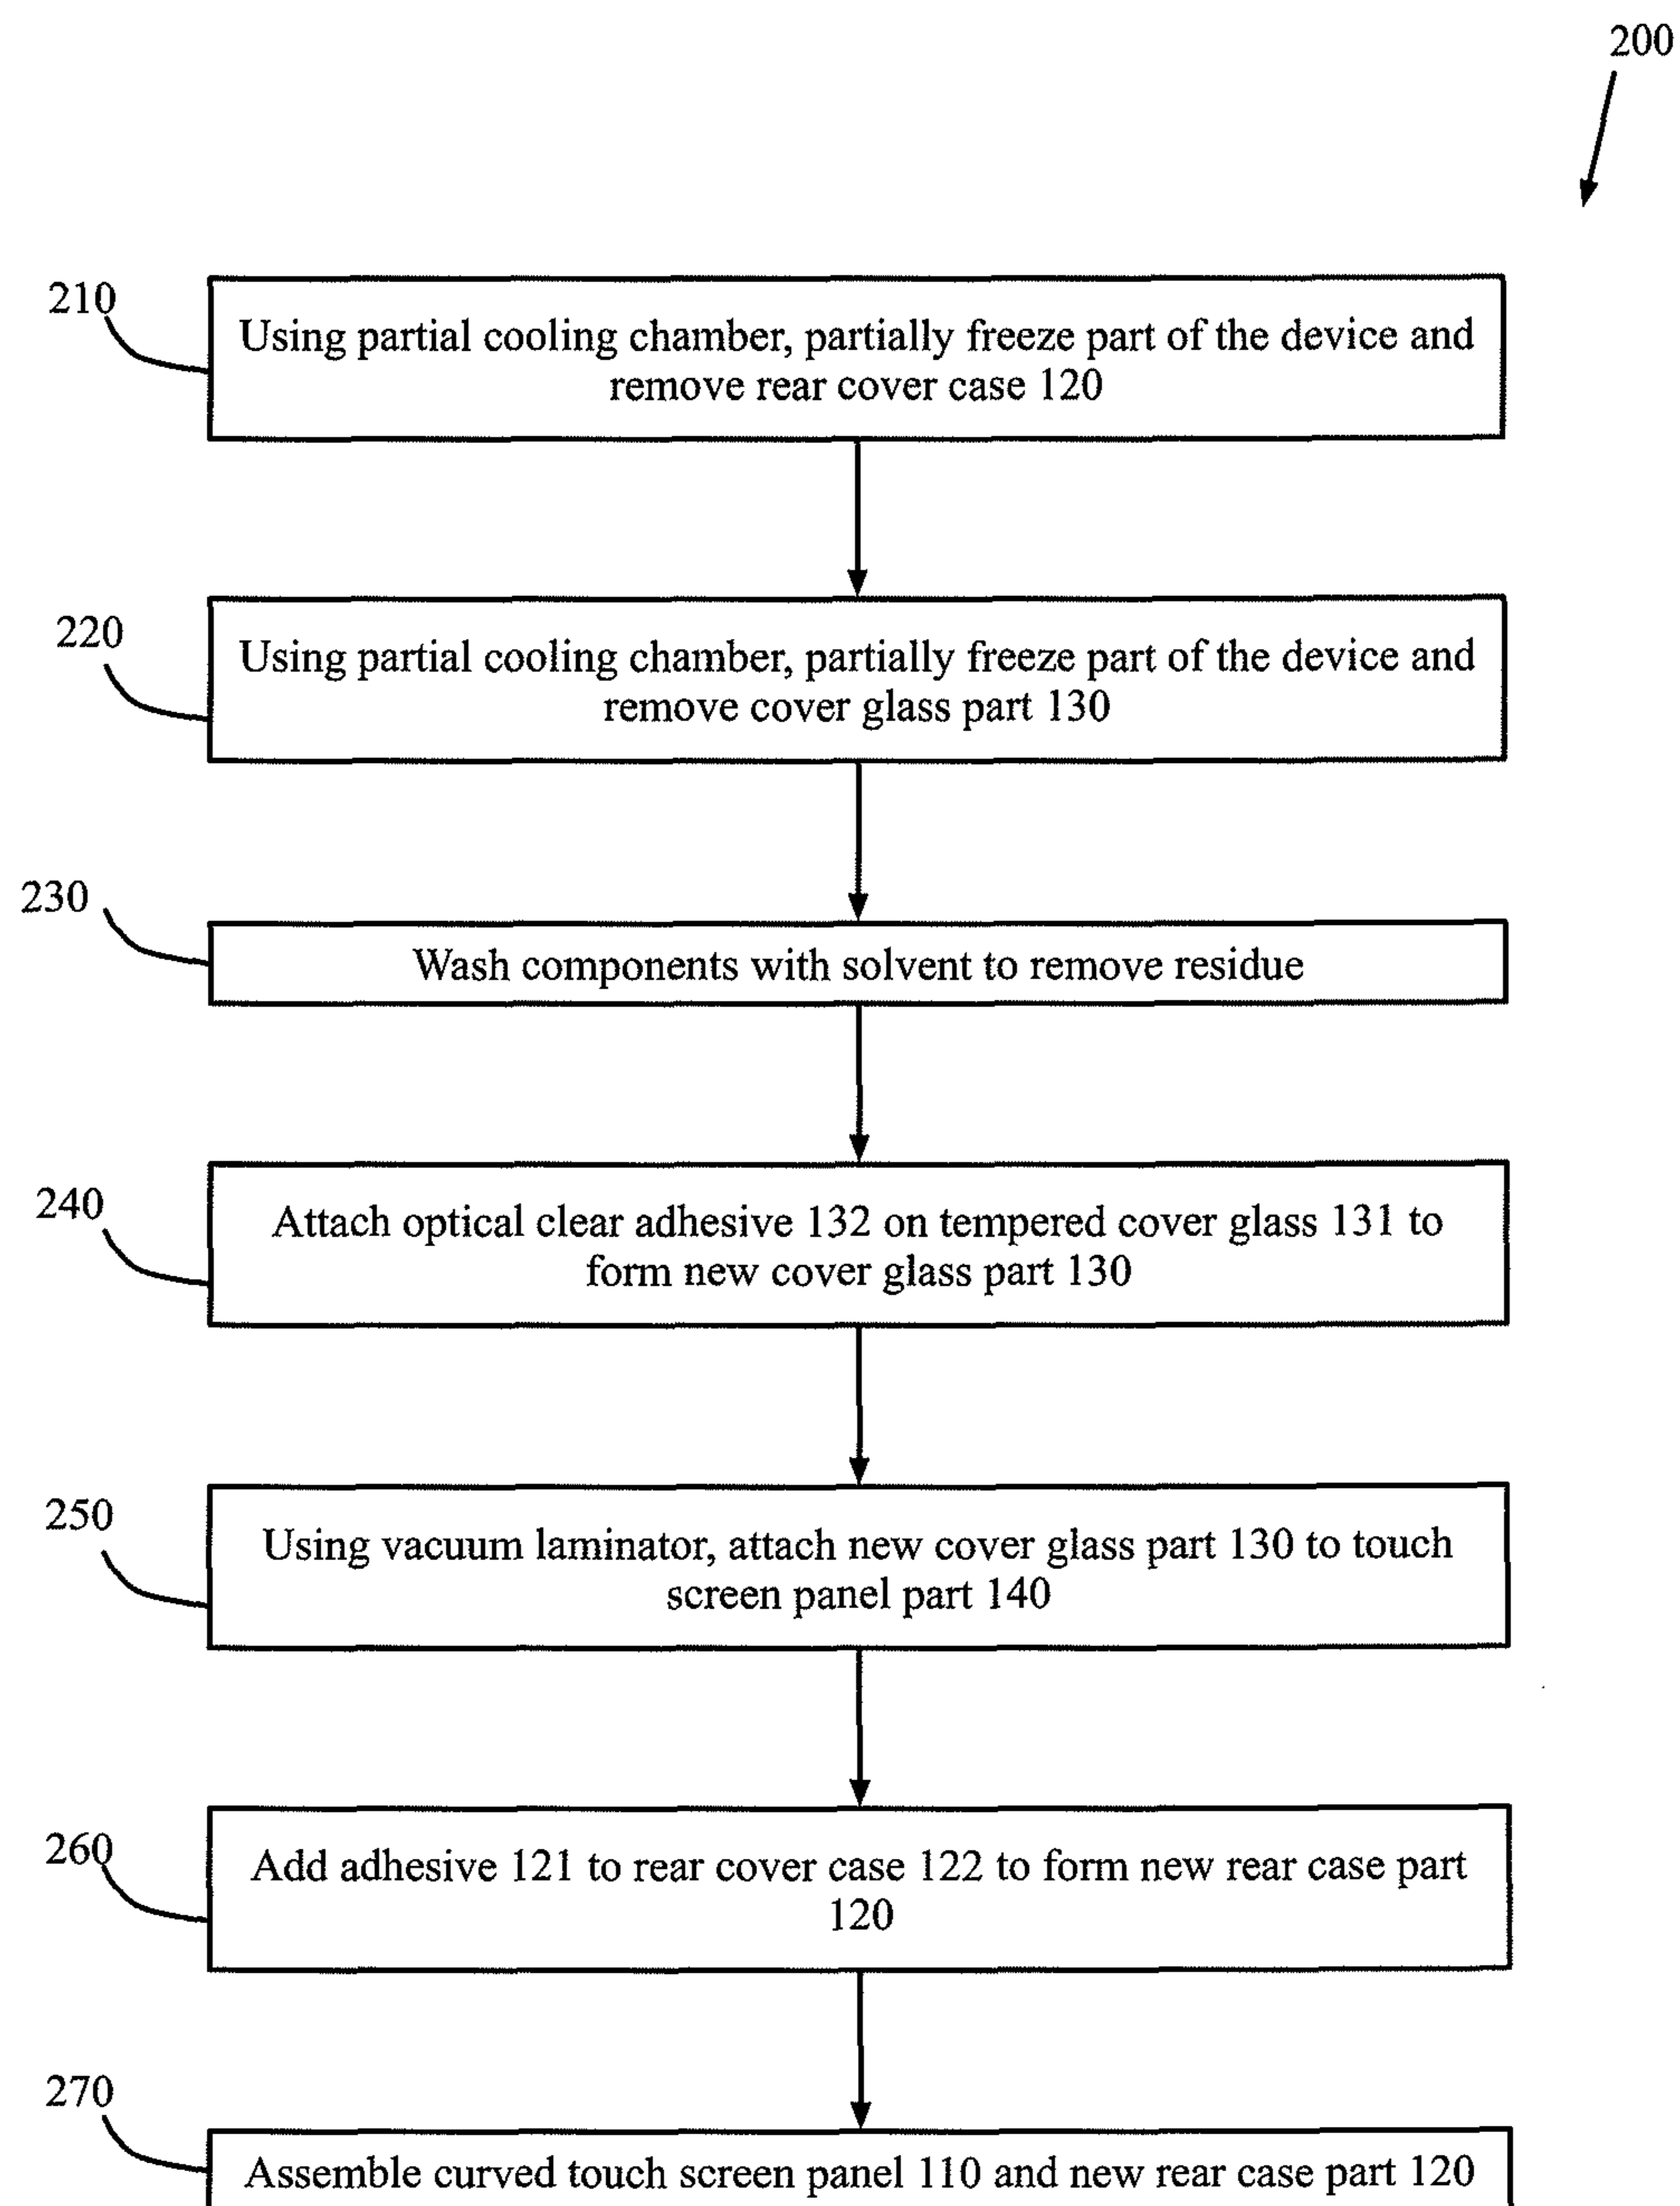 200
210
Using partial cooling chamber, partially freeze part of the device and
remove rear cover case 120
220
Using partial cooling chamber, partially freeze part of the device and
remove cover glass part 130
230
Wash components with solvent to remove residue
240
Attach optical clear adhesive 132 on tempered cover glass 131 to
form new cover glass part 130
250
Using vacuum laminator, attach new cover glass part 130 to touch
screen panel part 140
260
Add adhesive 121 to rear cover case 122 to form new rear case part
120
270
Assemble curved touch screen panel 110 and new rear case part 120